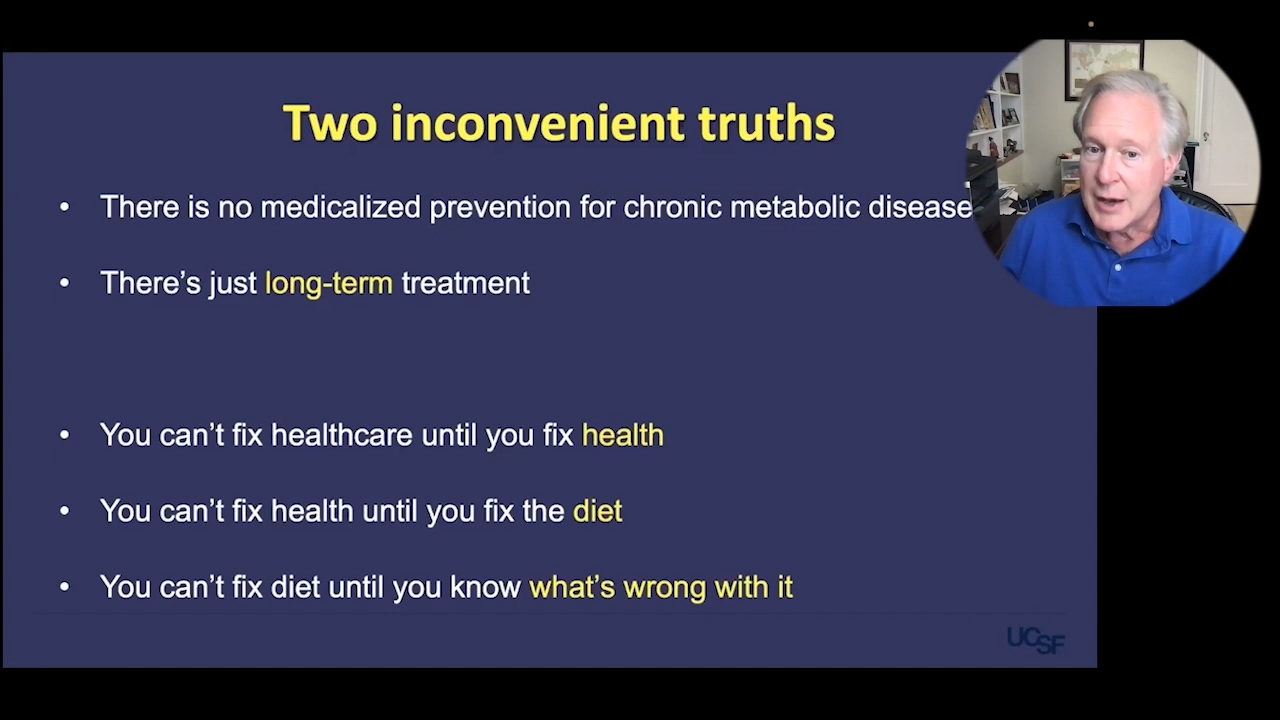 Two inconvenient truths
• There is no medicalized prevention for chronic metabolic disease
• There’s just long-term treatment
• You can’t fix healthcare until you fix health
• You can’t fix health until you fix the diet
• You can’t fix diet until you know what’s wrong with it
UCSF